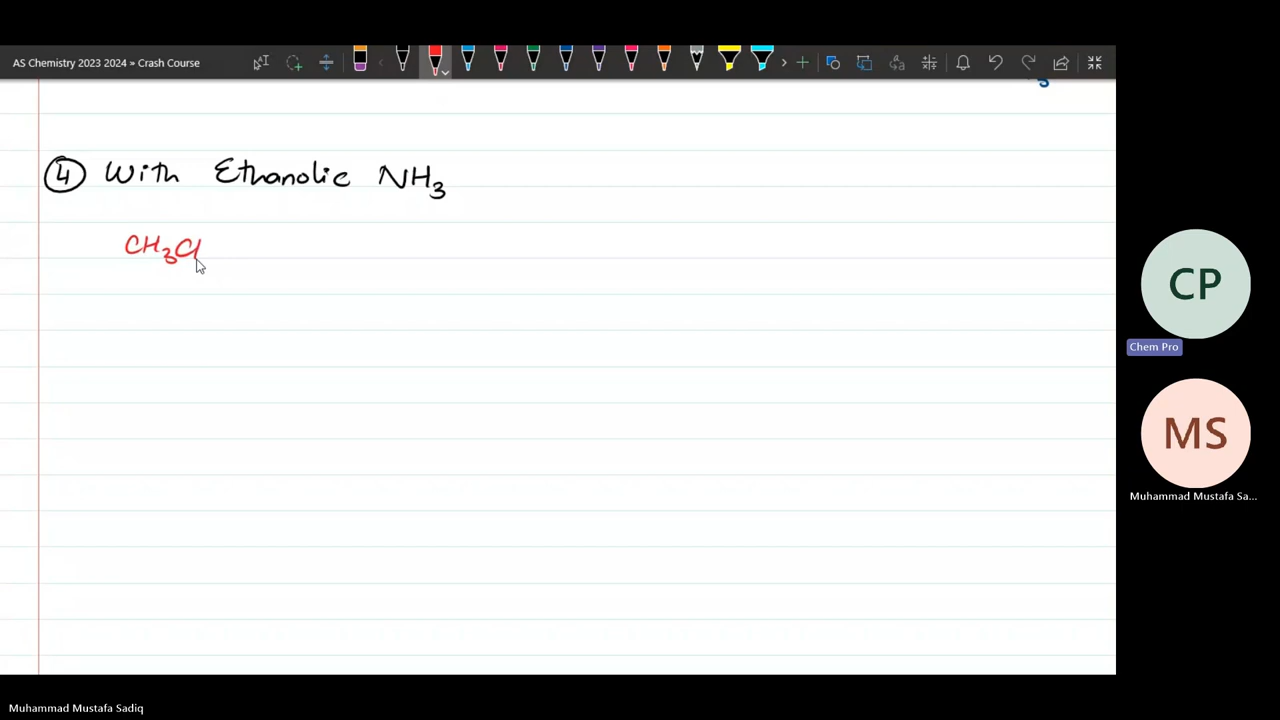 AS Chemistry 2023 2024 » Crash Course
④ With Ethanolic NH₃
CH₃Cl
CP
Chem Pro
MS
Muhammad Mustafa Sa...
Muhammad Mustafa Sadiq